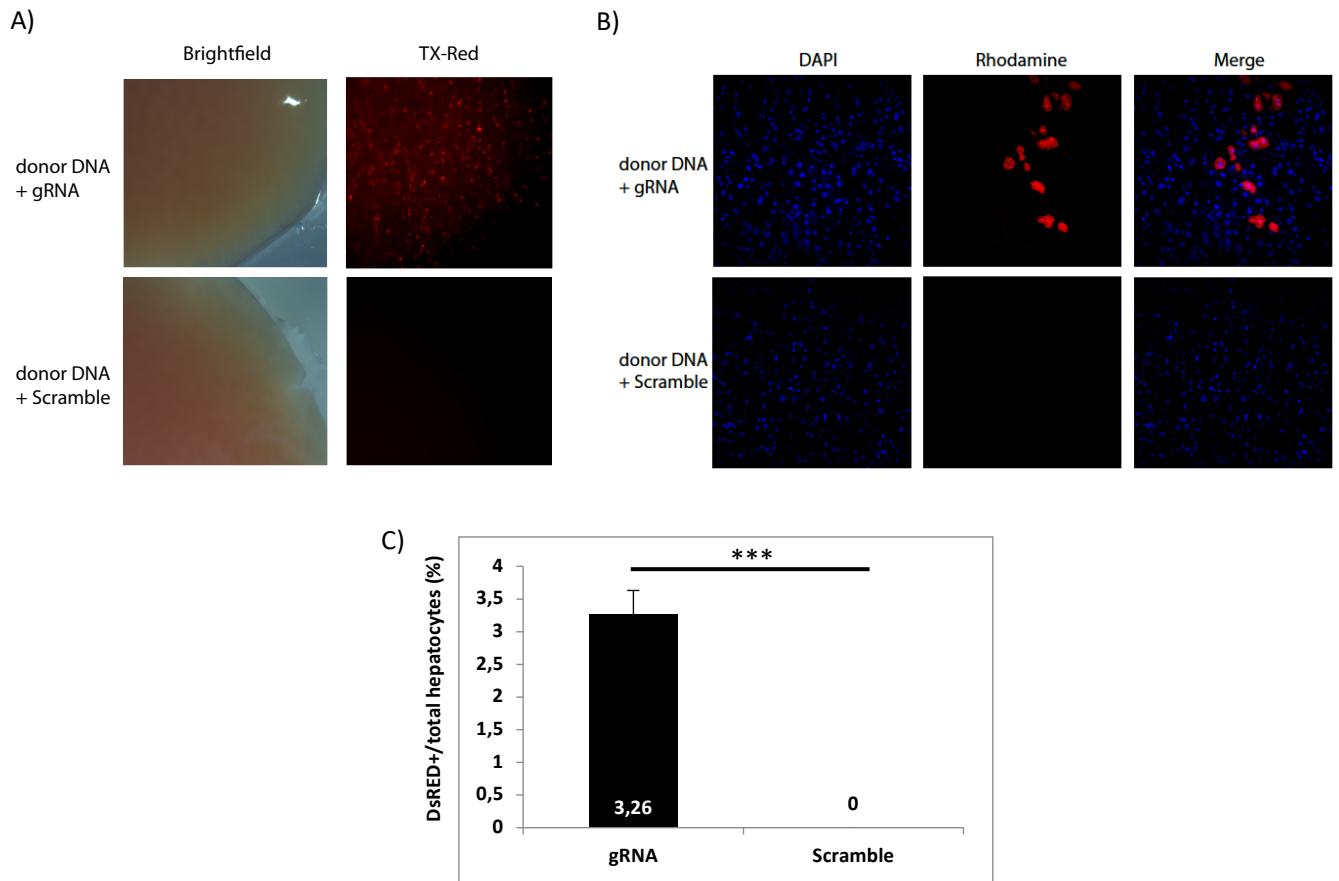 A)
Brightfield
TX-Red
donor DNA
+ gRNA
donor DNA
+ Scramble
B)
DAPI
Rhodamine
Merge
donor DNA
+ gRNA
donor DNA
+ Scramble
C)
DsRED+/total hepatocytes (%)
4
3,5
3
2,5
2
1,5
1
0,5
0
***
3,26
0
gRNA
Scramble